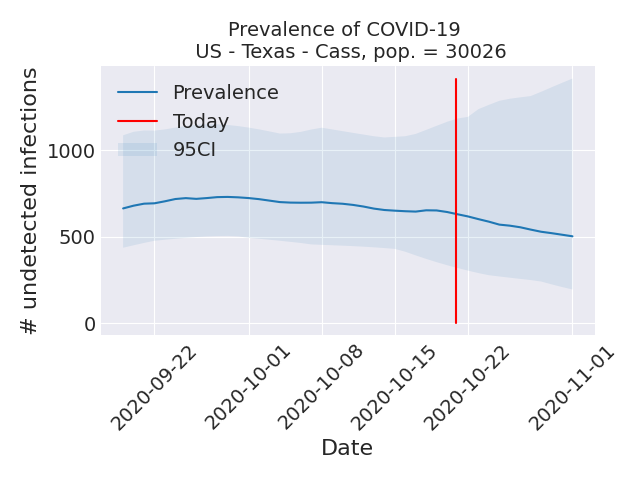 Prevalence of COVID-19
US - Texas - Cass, pop. = 30026
Prevalence
Today
95CI
# undetected infections
1000
500
0
2020-09-22
2020-10-01
2020-10-08
2020-10-15
2020-10-22
2020-11-01
Date